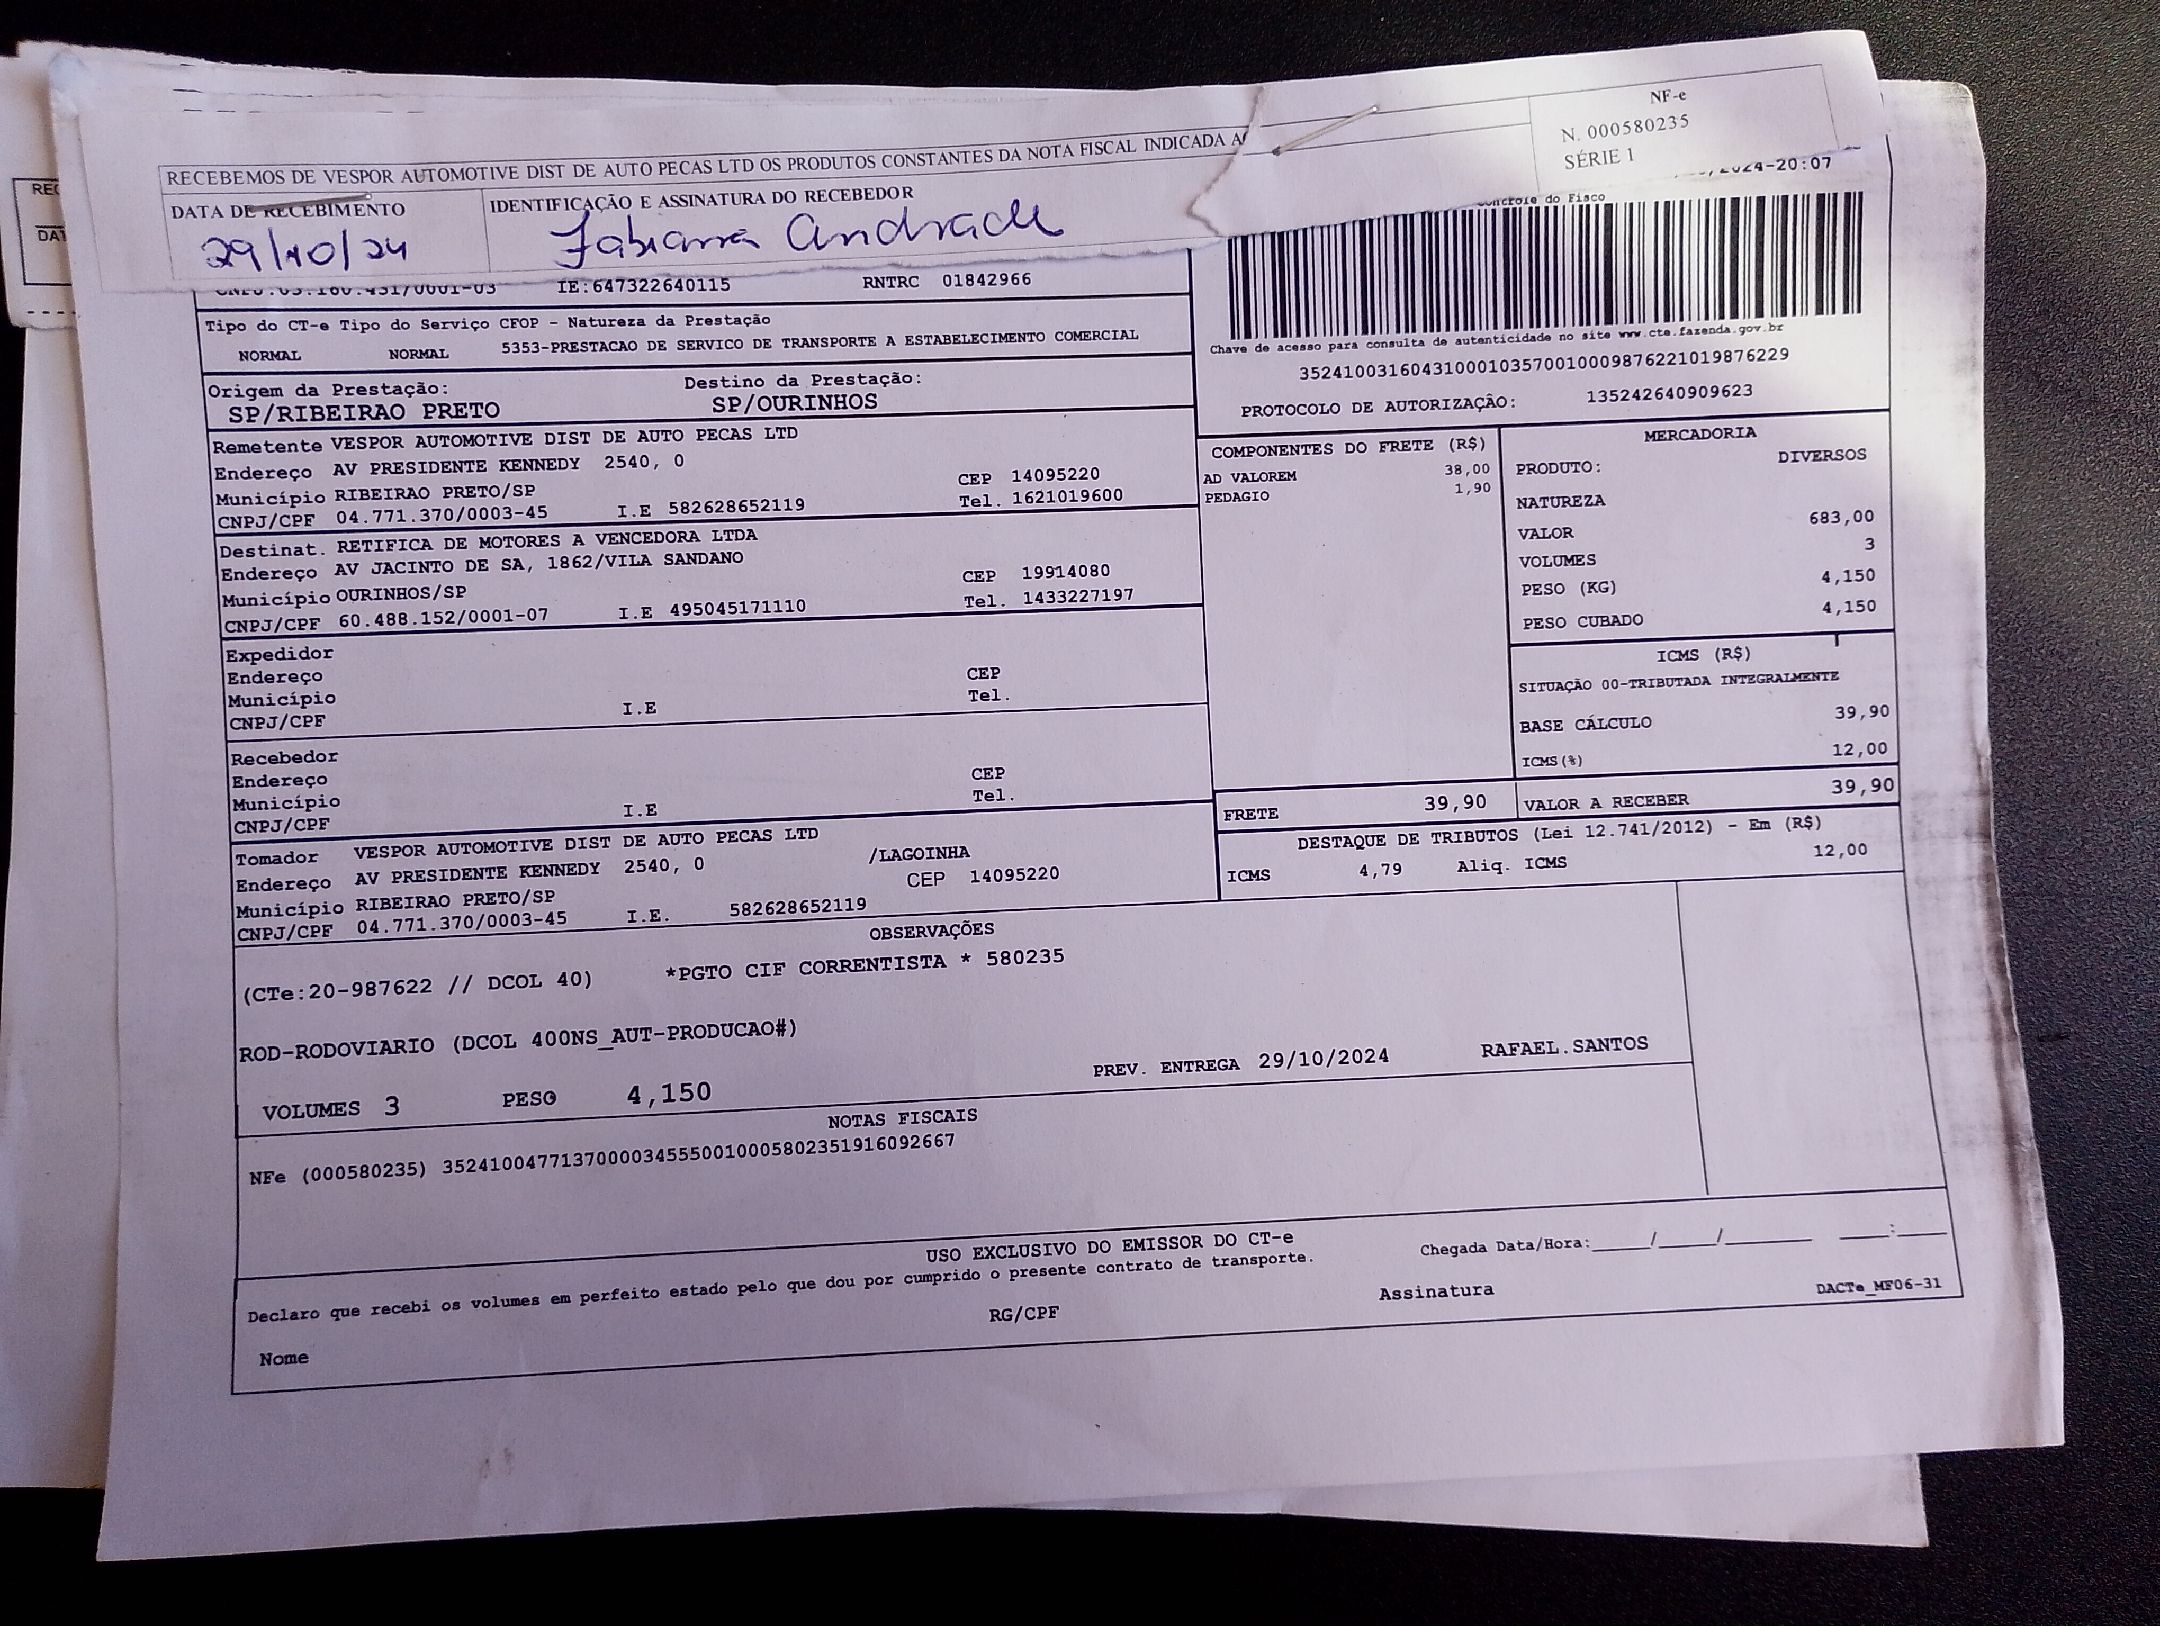 NF-e
N. 000580235
SÉRIE 1
RECEBEMOS DE VESPOR AUTOMOTIVE DIST DE AUTO PECAS LTD OS PRODUTOS CONSTANTES DA NOTA FISCAL INDICADA
DATA DE RECEBIMENTO
29/10/24
IDENTIFICAÇÃO E ASSINATURA DO RECEBEDOR
Fabiana Andrade
2024-20:07
Controle do Fisco
IE:647322640115 RNTRC 01842966
Tipo do CT-e Tipo do Serviço CFOP - Natureza da Prestação
NORMAL NORMAL 5353-PRESTACAO DE SERVICO DE TRANSPORTE A ESTABELECIMENTO COMERCIAL
Chave de acesso para consulta de autenticidade no site www.cte.fazenda.gov.br
35241003160431000103570010009876221019876229
PROTOCOLO DE AUTORIZAÇÃO: 135242640909623
Origem da Prestação: Destino da Prestação:
SP/RIBEIRAO PRETO SP/OURINHOS
Remetente VESPOR AUTOMOTIVE DIST DE AUTO PECAS LTD
Endereço AV PRESIDENTE KENNEDY 2540, 0 CEP 14095220
Município RIBEIRAO PRETO/SP Tel. 1621019600
CNPJ/CPF 04.771.370/0003-45 I.E 582628652119
Destinat. RETIFICA DE MOTORES A VENCEDORA LTDA
Endereço AV JACINTO DE SA, 1862/VILA SANDANO CEP 19914080
Município OURINHOS/SP Tel. 1433227197
CNPJ/CPF 60.488.152/0001-07 I.E 495045171110
Expedidor
Endereço CEP
Município Tel.
CNPJ/CPF I.E
Recebedor
Endereço CEP
Município Tel.
CNPJ/CPF I.E
Tomador VESPOR AUTOMOTIVE DIST DE AUTO PECAS LTD
Endereço AV PRESIDENTE KENNEDY 2540, 0 /LAGOINHA
Município RIBEIRAO PRETO/SP CEP 14095220
CNPJ/CPF 04.771.370/0003-45 I.E. 582628652119
COMPONENTES DO FRETE (R$)
AD VALOREM 38,00
PEDAGIO 1,90
MERCADORIA
PRODUTO: DIVERSOS
NATUREZA
VALOR 683,00
VOLUMES 3
PESO (KG) 4,150
PESO CUBADO 4,150
ICMS (R$)
SITUAÇÃO 00-TRIBUTADA INTEGRALMENTE
BASE CÁLCULO 39,90
ICMS(%) 12,00
FRETE 39,90 VALOR A RECEBER 39,90
DESTAQUE DE TRIBUTOS (Lei 12.741/2012) - Em (R$)
ICMS 4,79 Aliq. ICMS 12,00
OBSERVAÇÕES
(CTe:20-987622 // DCOL 40) *PGTO CIF CORRENTISTA * 580235
ROD-RODOVIARIO (DCOL 400NS_AUT-PRODUCAO#)
PREV. ENTREGA 29/10/2024 RAFAEL.SANTOS
VOLUMES 3 PESO 4,150
NOTAS FISCAIS
NFe (000580235) 35241004771370000345550010005802351916092667
USO EXCLUSIVO DO EMISSOR DO CT-e
Declaro que recebi os volumes em perfeito estado pelo que dou por cumprido o presente contrato de transporte.
Chegada Data/Hora:_____/_____/_______ ____:____
Nome RG/CPF Assinatura
DACTe_MF06-31